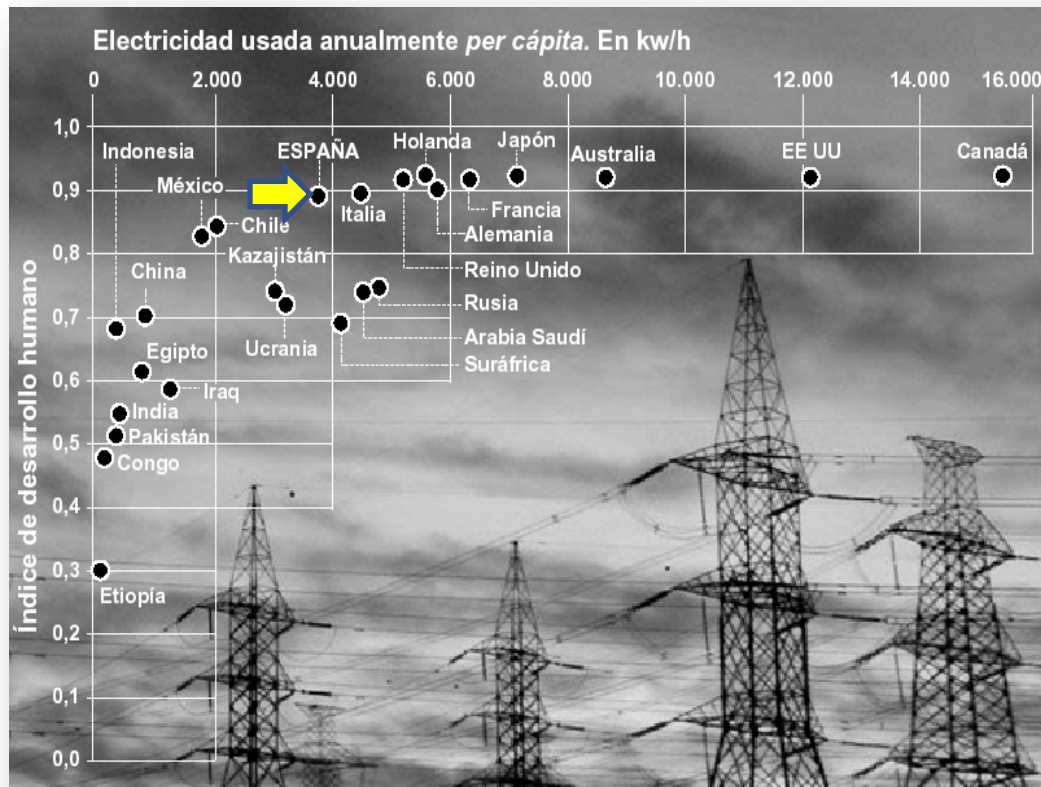 Electricidad usada anualmente per cápita. En kw/h
0 2.000 4.000 6.000 8.000 10.000 12.000 14.000 16.000
1,0
Indonesia ESPAÑA Holanda Japón Australia EE UU Canadá
0,9
México
Italia
Francia
Chile
Alemania
0,8
Kazajistán
China
Reino Unido
Rusia
0,7
Ucrania
Arabia Saudí
Egipto
Suráfrica
0,6
Iraq
India
Pakistán
0,5
Congo
0,4
0,3
Etiopía
0,2
0,1
0,0
Índice de desarrollo humano